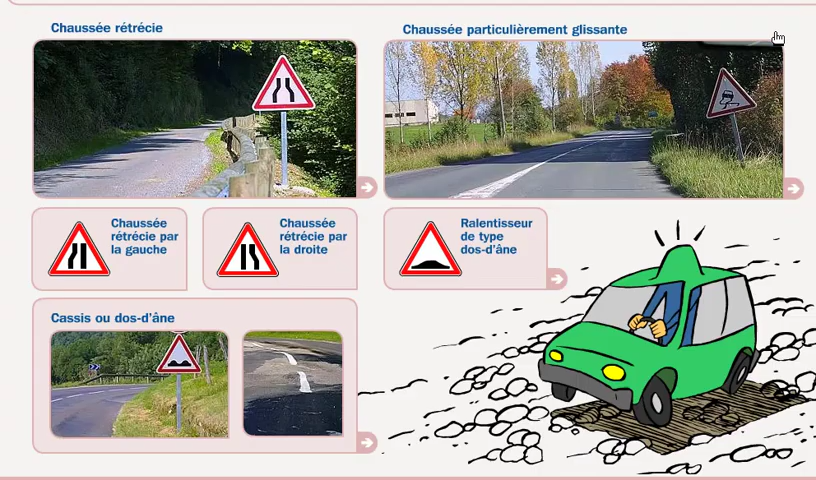 Chaussée rétrécie
Chaussée particulièrement glissante
Chaussée
rétrécie par
la gauche
Chaussée
rétrécie par
la droite
Ralentisseur
de type
dos-d'âne
Cassis ou dos-d'âne